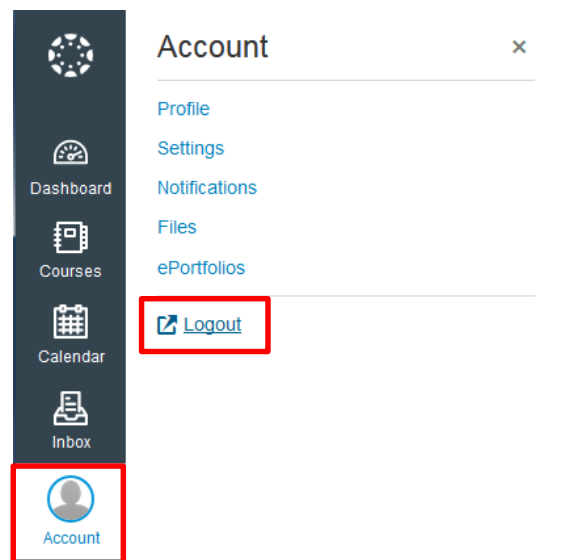 Account
×
Profile
Settings
Notifications
Files
ePortfolios
Logout
Dashboard
Courses
Calendar
Inbox
Account